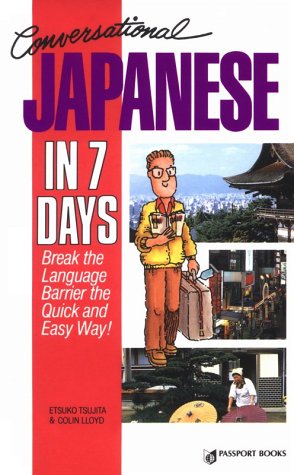 Conversational
JAPANESE
IN 7
DAYS
Break the
Language
Barrier the
Quick and
Easy Way!
ETSUKO TSUJITA
& COLIN LLOYD
PASSPORT BOOKS